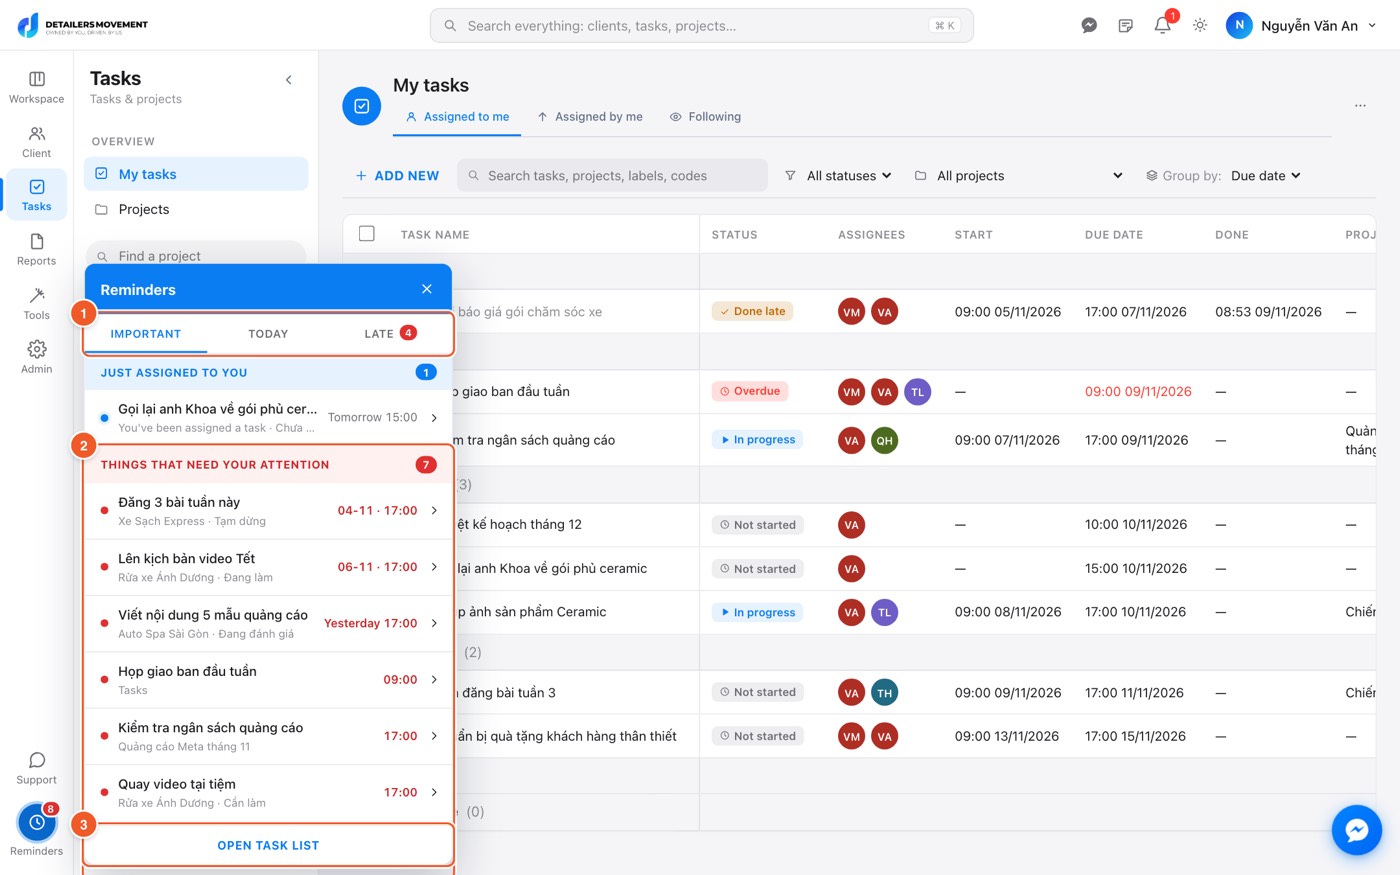 DETAILERS MOVEMENT
OWNED BY YOU, DRIVEN BY US
Search everything: clients, tasks, projects...
⌘ K
1
N
Nguyễn Văn An
Workspace
Client
Tasks
Reports
Tools
Admin
Support
8
Reminders
Tasks
Tasks & projects
OVERVIEW
My tasks
Projects
Find a project
My tasks
Assigned to me
Assigned by me
Following
...
+ ADD NEW
Search tasks, projects, labels, codes
All statuses
All projects
Group by: Due date
TASK NAME STATUS ASSIGNEES START DUE DATE DONE PROJ
báo giá gói chăm sóc xe Done late VM VA 09:00 05/11/2026 17:00 07/11/2026 08:53 09/11/2026 —
giao ban đầu tuần Overdue VM VA TL — 09:00 09/11/2026 — —
m tra ngân sách quảng cáo In progress VA QH 09:00 07/11/2026 17:00 09/11/2026 — Quản
tháng
(3)
ệt kế hoạch tháng 12 Not started VA — 10:00 10/11/2026 — —
lại anh Khoa về gói phủ ceramic Not started VA — 15:00 10/11/2026 — —
p ảnh sản phẩm Ceramic In progress VA TL 09:00 08/11/2026 17:00 10/11/2026 — Chiến
(2)
đăng bài tuần 3 Not started VA TH 09:00 09/11/2026 17:00 11/11/2026 — Chiến
ẩn bị quà tặng khách hàng thân thiết Not started VM VA 09:00 13/11/2026 17:00 15/11/2026 — —
(0)
Reminders
1
IMPORTANT TODAY LATE 4
JUST ASSIGNED TO YOU 1
Gọi lại anh Khoa về gói phủ cer... Tomorrow 15:00
You've been assigned a task · Chưa ...
2
THINGS THAT NEED YOUR ATTENTION 7
Đăng 3 bài tuần này 04-11 · 17:00
Xe Sạch Express · Tạm dừng
Lên kịch bản video Tết 06-11 · 17:00
Rửa xe Ánh Dương · Đang làm
Viết nội dung 5 mẫu quảng cáo Yesterday 17:00
Auto Spa Sài Gòn · Đang đánh giá
Họp giao ban đầu tuần 09:00
Tasks
Kiểm tra ngân sách quảng cáo 17:00
Quảng cáo Meta tháng 11
Quay video tại tiệm 17:00
Rửa xe Ánh Dương · Cần làm
3
OPEN TASK LIST